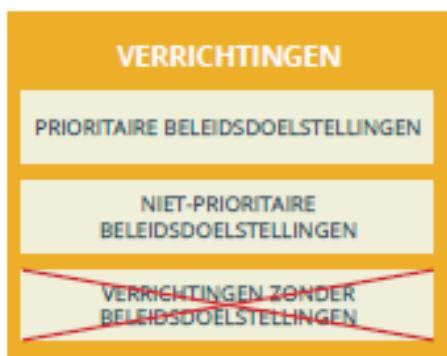 VERRICHTINGEN
PRIORITAIRE BELEIDSDOELSTELLINGEN
NIET-PRIORITAIRE
BELEIDSDOELSTELLINGEN
VERRICHTINGEN ZONDER
BELEIDSDOELSTELLINGEN